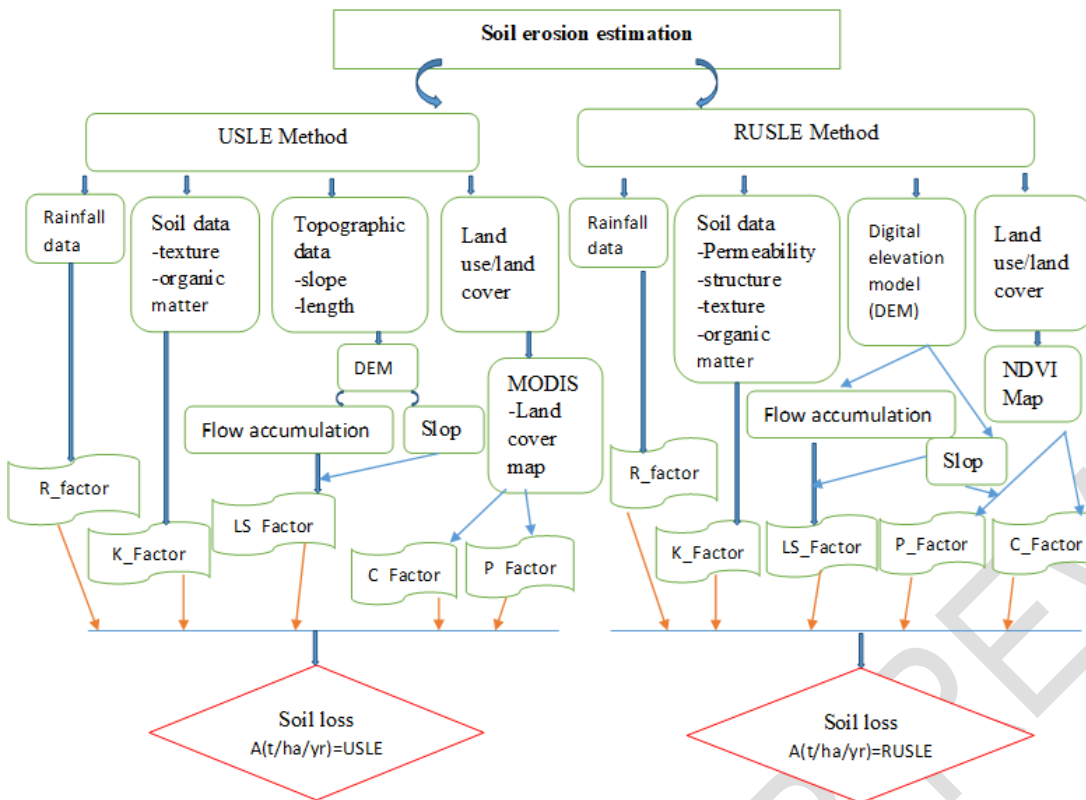 Soil erosion estimation
USLE Method
Rainfall
data
Soil data
-texture
-organic
matter
Topographic
data
-slope
-length
Land
use/land
cover
DEM
Flow accumulation
Slop
MODIS
-Land
cover
map
R_factor
K_Factor
LS Factor
C Factor
P Factor
Soil loss
A(t/ha/yr)=USLE
RUSLE Method
Rainfall
data
Soil data
-Permeability
-structure
-texture
-organic
matter
Digital
elevation
model
(DEM)
Land
use/land
cover
NDVI
Map
Flow accumulation
Slop
R_factor
K_Factor
LS_Factor
P_Factor
C_Factor
Soil loss
A(t/ha/yr)=RUSLE